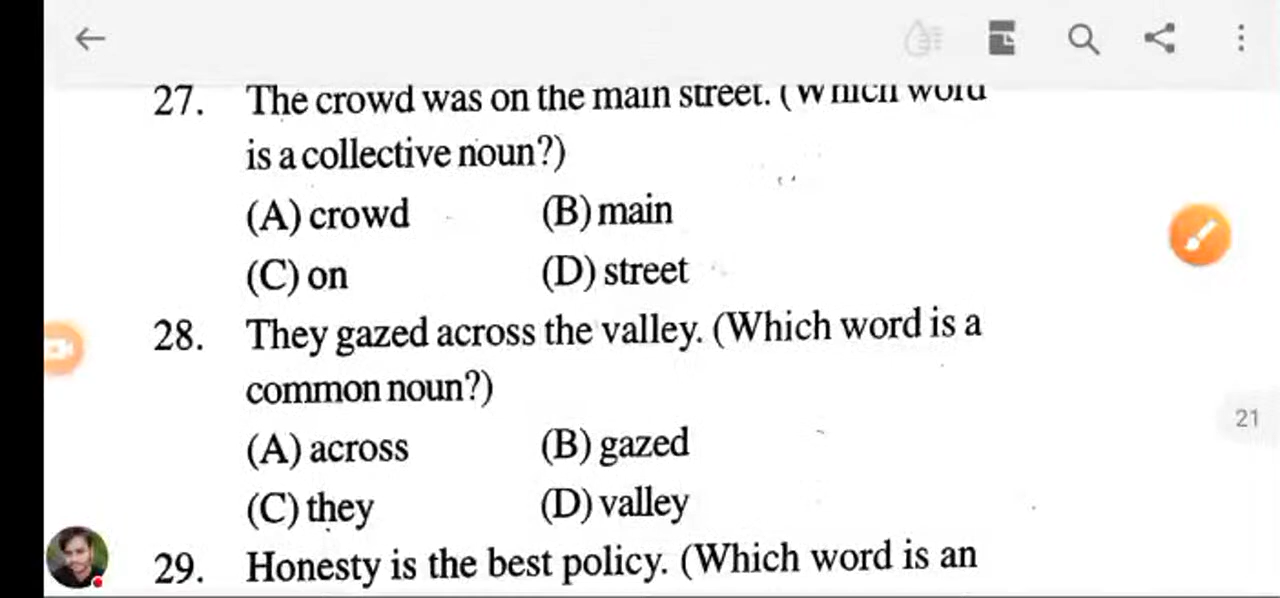 27. The crowd was on the main street. (Which word
is a collective noun?)
(A) crowd (B) main
(C) on (D) street
28. They gazed across the valley. (Which word is a
common noun?)
(A) across (B) gazed
(C) they (D) valley
21
29. Honesty is the best policy. (Which word is an